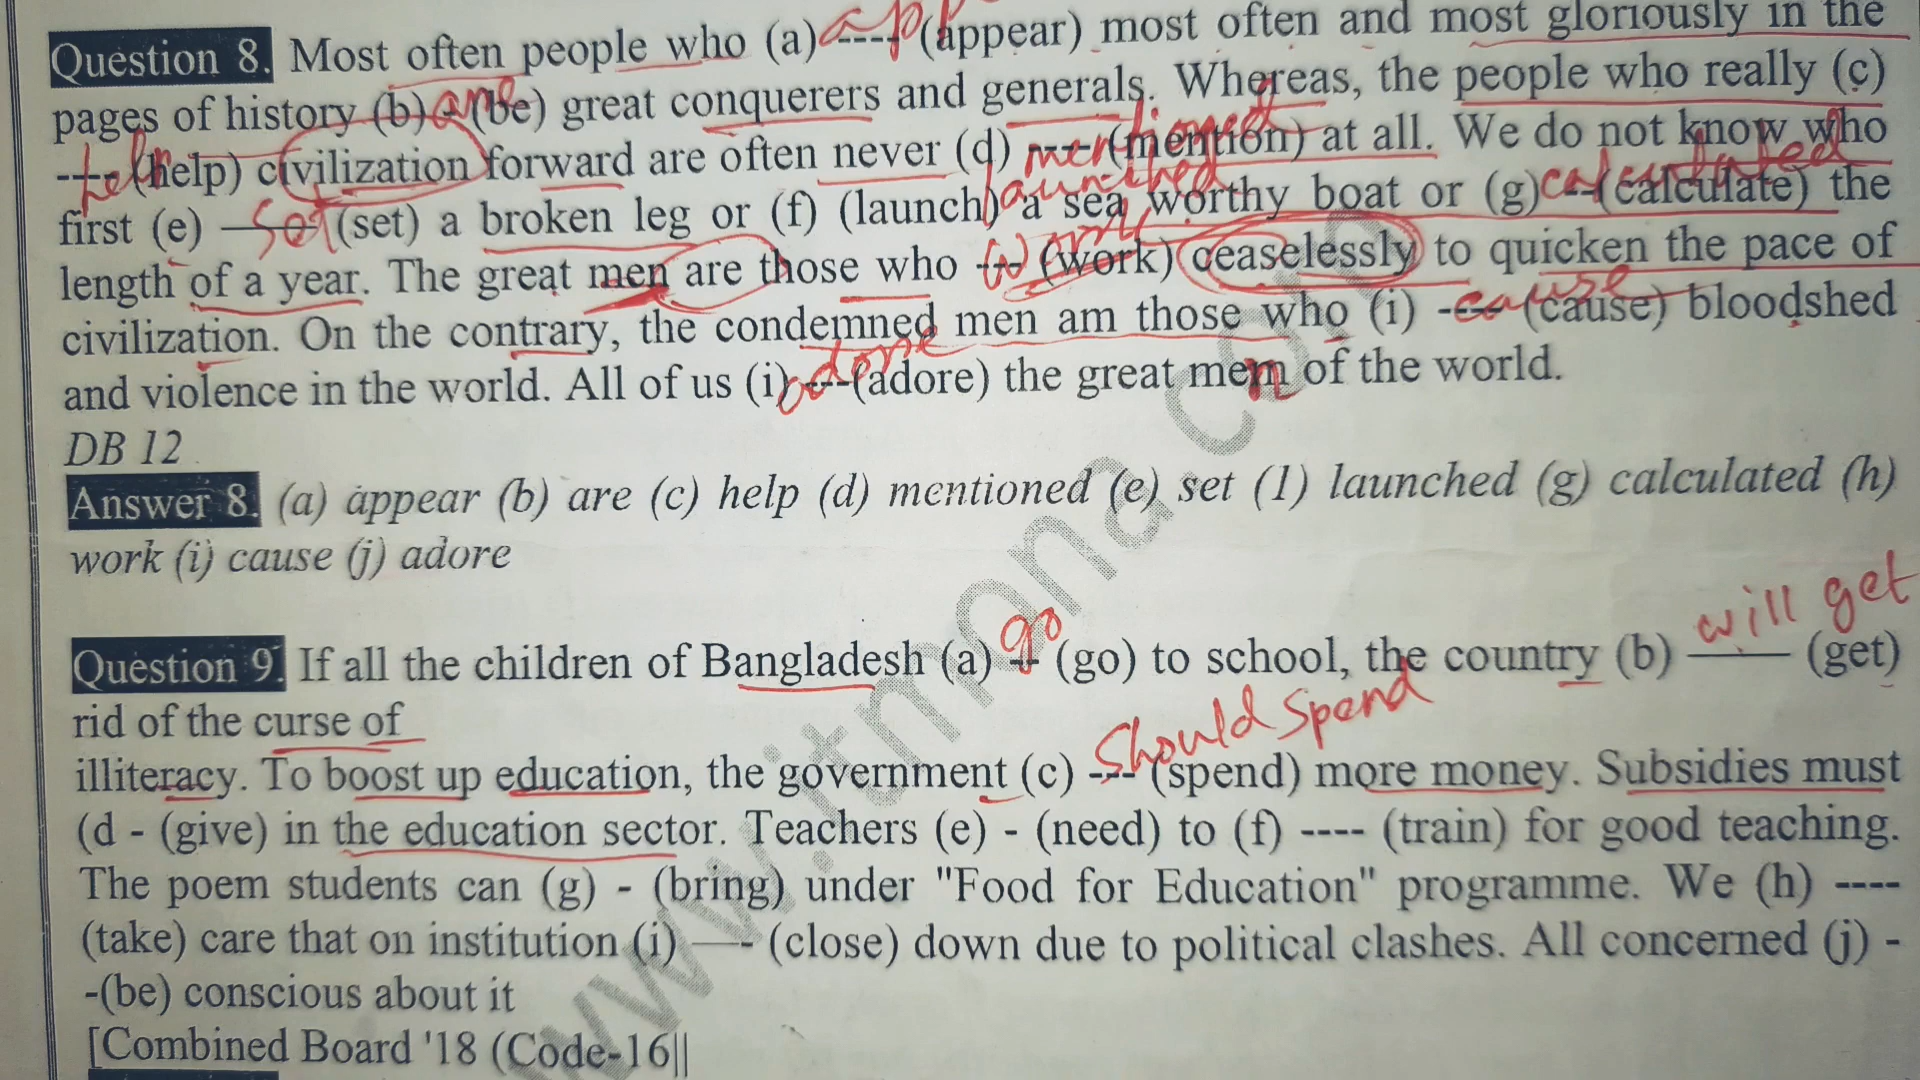 Question 8. Most often people who (a) ---- (appear) most often and most gloriously in the
pages of history (b) are (be) great conquerers and generals. Whereas, the people who really (c)
---- help (help) civilization forward are often never (d) ---- mentioned (mention) at all. We do not know who
first (e) — set (set) a broken leg or (f) (launch) launched a sea worthy boat or (g) calculated --- (calculate) the
length of a year. The great men are those who --- work (work) ceaselessly to quicken the pace of
civilization. On the contrary, the condemned men am those who (i) ---- cause (cause) bloodshed
and violence in the world. All of us (i) adore ---- (adore) the great men of the world.
DB 12
Answer 8. (a) appear (b) are (c) help (d) mentioned (e) set (1) launched (g) calculated (h)
work (i) cause (j) adore
will get
Question 9. If all the children of Bangladesh (a) -- go (go) to school, the country (b) —— (get)
rid of the curse of
should spend
illiteracy. To boost up education, the government (c) ---- (spend) more money. Subsidies must
(d - (give) in the education sector. Teachers (e) - (need) to (f) ---- (train) for good teaching.
The poem students can (g) - (bring) under "Food for Education" programme. We (h) ----
(take) care that on institution (i) —- (close) down due to political clashes. All concerned (j) -
-(be) conscious about it
[Combined Board '18 (Code-16||
www.itmona.com